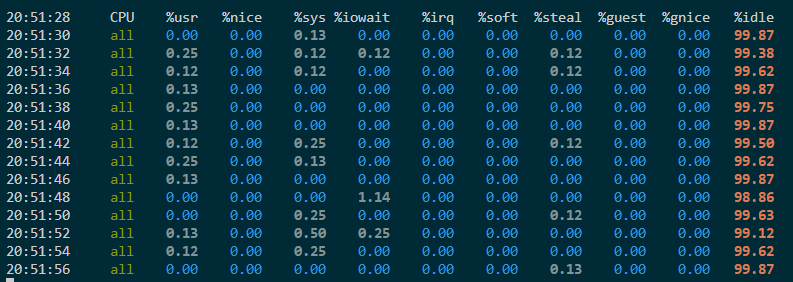 20:51:28 CPU %usr %nice %sys %iowait %irq %soft %steal %guest %gnice %idle
20:51:30 all 0.00 0.00 0.13 0.00 0.00 0.00 0.00 0.00 0.00 99.87
20:51:32 all 0.25 0.00 0.12 0.12 0.00 0.00 0.12 0.00 0.00 99.38
20:51:34 all 0.12 0.00 0.12 0.00 0.00 0.00 0.12 0.00 0.00 99.62
20:51:36 all 0.13 0.00 0.00 0.00 0.00 0.00 0.00 0.00 0.00 99.87
20:51:38 all 0.25 0.00 0.00 0.00 0.00 0.00 0.00 0.00 0.00 99.75
20:51:40 all 0.13 0.00 0.00 0.00 0.00 0.00 0.00 0.00 0.00 99.87
20:51:42 all 0.12 0.00 0.25 0.00 0.00 0.00 0.12 0.00 0.00 99.50
20:51:44 all 0.25 0.00 0.13 0.00 0.00 0.00 0.00 0.00 0.00 99.62
20:51:46 all 0.13 0.00 0.00 0.00 0.00 0.00 0.00 0.00 0.00 99.87
20:51:48 all 0.00 0.00 0.00 1.14 0.00 0.00 0.00 0.00 0.00 98.86
20:51:50 all 0.00 0.00 0.25 0.00 0.00 0.00 0.12 0.00 0.00 99.63
20:51:52 all 0.13 0.00 0.50 0.25 0.00 0.00 0.00 0.00 0.00 99.12
20:51:54 all 0.12 0.00 0.25 0.00 0.00 0.00 0.00 0.00 0.00 99.62
20:51:56 all 0.00 0.00 0.00 0.00 0.00 0.00 0.13 0.00 0.00 99.87